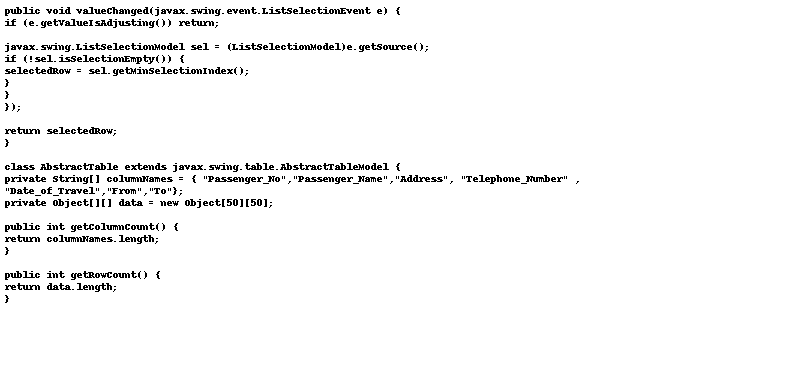 public void valueChanged(javax.swing.event.ListSelectionEvent e) {
if (e.getValueIsAdjusting()) return;
javax.swing.ListSelectionModel sel = (ListSelectionModel)e.getSource();
if (!sel.isSelectionEmpty()) {
selectedRow = sel.getMinSelectionIndex();
}
}
});
return selectedRow;
}
class AbstractTable extends javax.swing.table.AbstractTableModel {
private String[] columnNames = { "Passenger_No","Passenger_Name","Address", "Telephone_Number" ,
"Date_of_Travel","From","To"};
private Object[][] data = new Object[50][50];
public int getColumnCount() {
return columnNames.length;
}
public int getRowCount() {
return data.length;
}